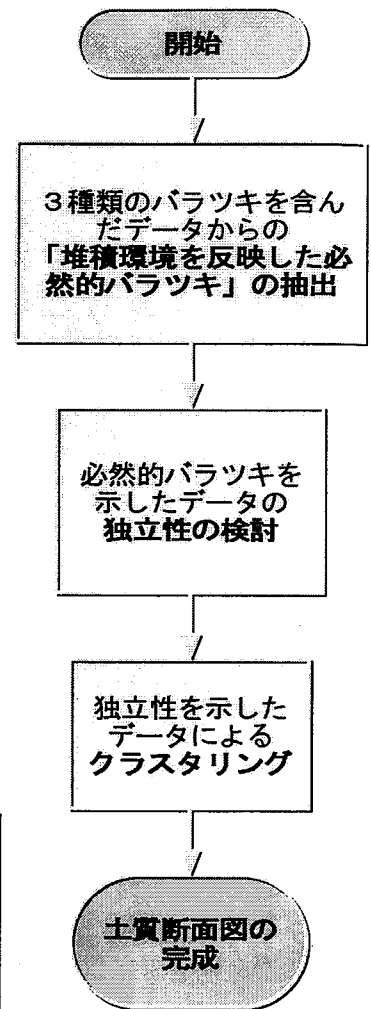 開始
３種類のバラツキを含ん
だデータからの
「堆積環境を反映した必
然的バラツキ」の抽出
必然的バラツキを
示したデータの
独立性の検討
独立性を示した
データによる
クラスタリング
土質断面図の
完成